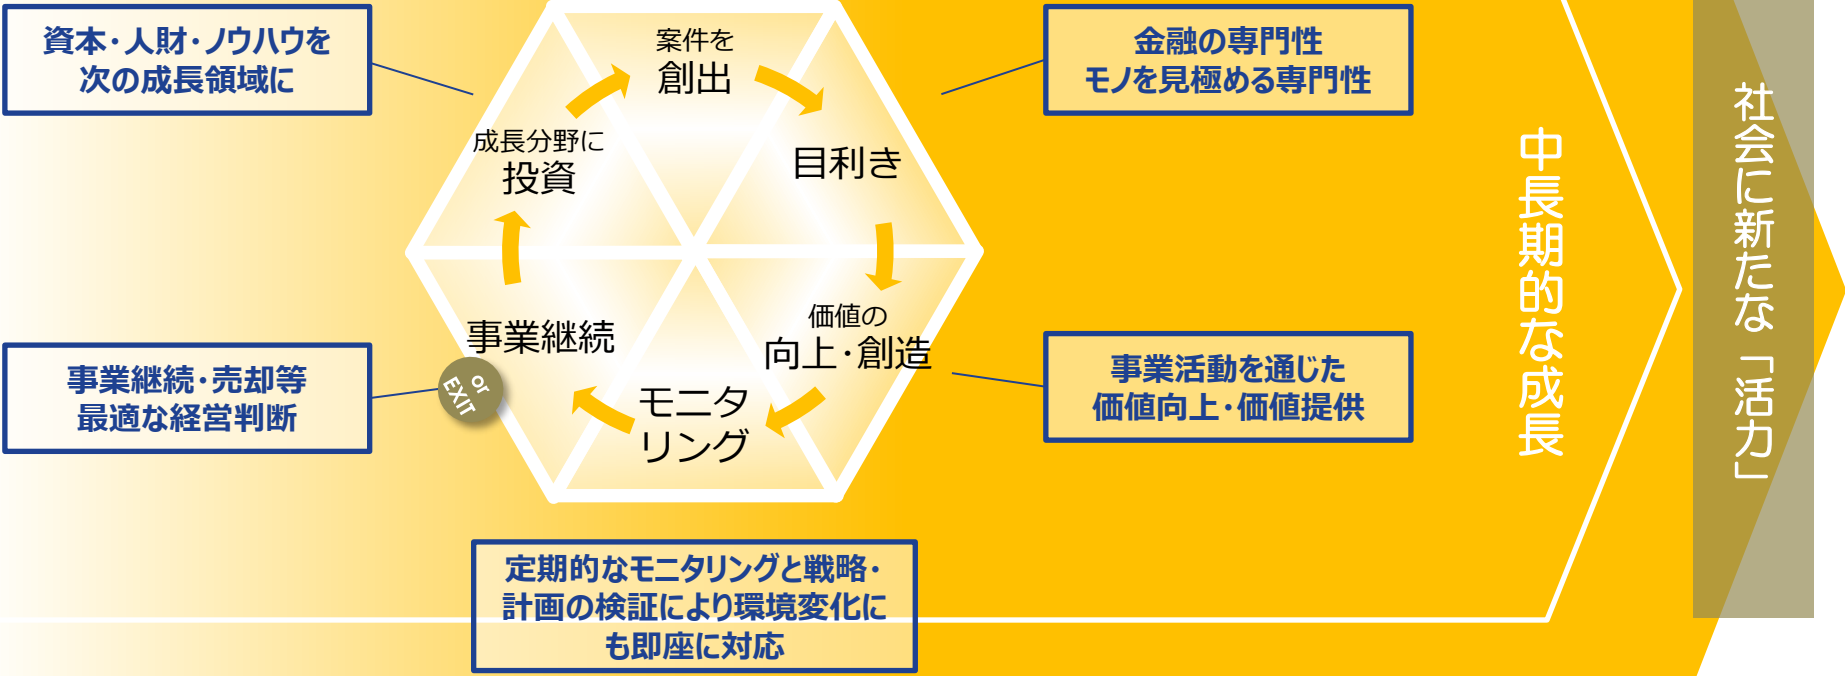 資本・人財・ノウハウを
次の成長領域に
案件を
創出
金融の専門性
モノを見極める専門性
成長分野に
投資
目利き
事業継続
or
EXIT
価値の
向上・創造
モニタ
リング
事業継続・売却等
最適な経営判断
事業活動を通じた
価値向上・価値提供
定期的なモニタリングと戦略・
計画の検証により環境変化に
も即座に対応
中長期的な成長
社会に新たな「活力」